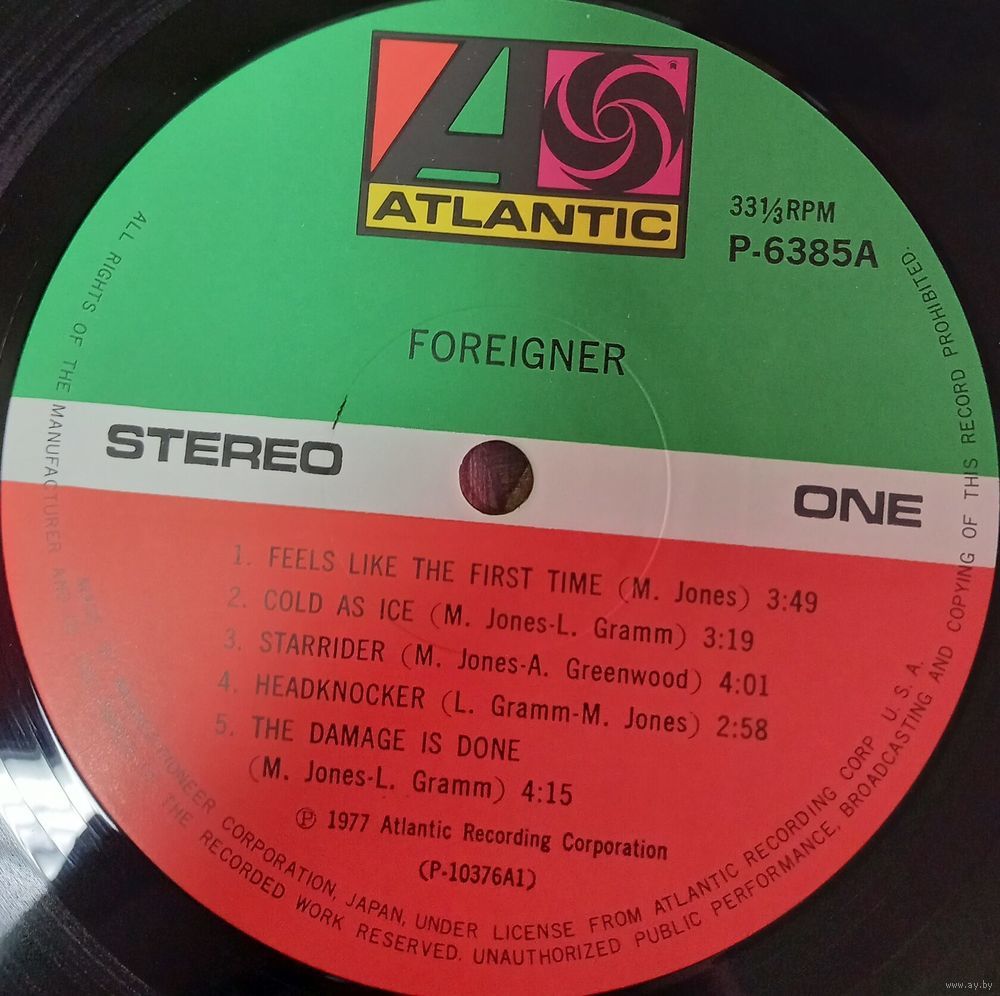 ATLANTIC
33⅓RPM
P-6385A
FOREIGNER
STEREO
ONE
1. FEELS LIKE THE FIRST TIME (M. Jones) 3:49
2. COLD AS ICE (M. Jones-L. Gramm) 3:19
3. STARRIDER (M. Jones-A. Greenwood) 4:01
4. HEADKNOCKER (L. Gramm-M. Jones) 2:58
5. THE DAMAGE IS DONE
(M. Jones-L. Gramm) 4:15
℗ 1977 Atlantic Recording Corporation
(P-10376A1)
PIONEER CORPORATION, JAPAN, UNDER LICENSE FROM ATLANTIC RECORDING CORP U. S. A.
ALL RIGHTS OF THE MANUFACTURER THE RECORDED WORK RESERVED. UNAUTHORIZED PUBLIC PERFORMANCE, BROADCASTING AND COPYING OF THIS RECORD PROHIBITED.
www.ay.by